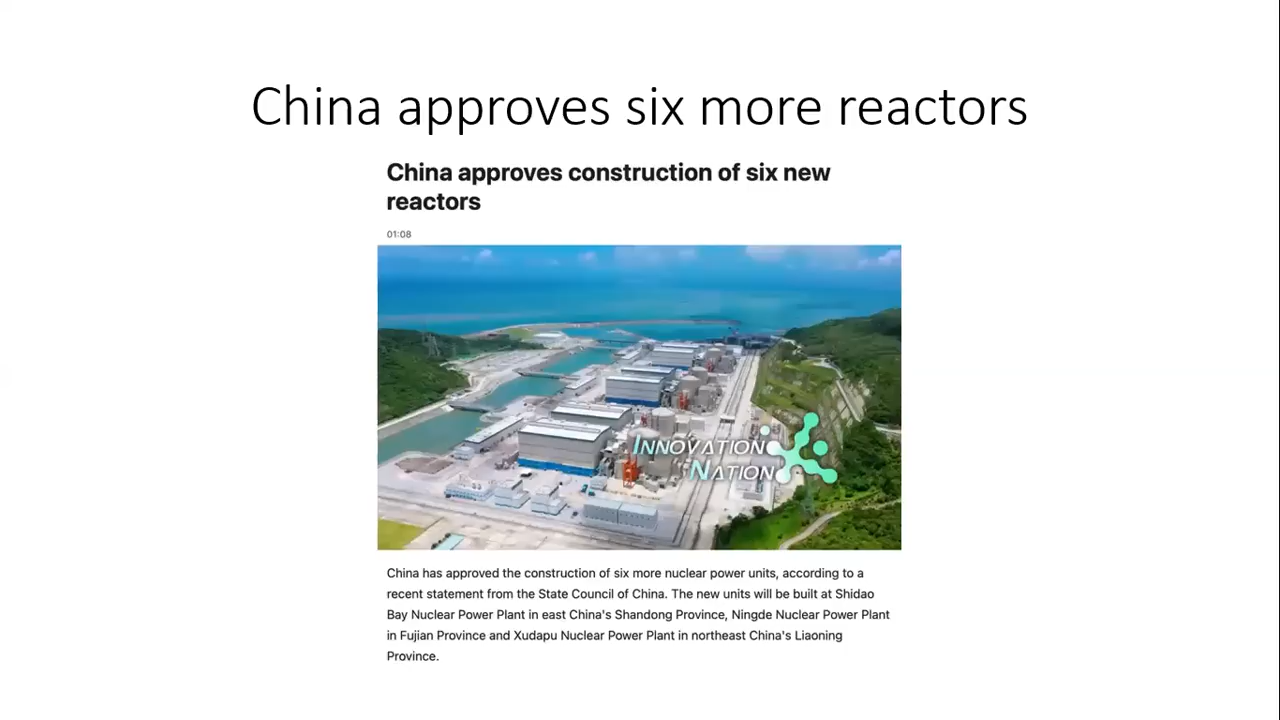 China approves six more reactors
China approves construction of six new
reactors
01:08
INNOVATION
NATION
China has approved the construction of six more nuclear power units, according to a
recent statement from the State Council of China. The new units will be built at Shidao
Bay Nuclear Power Plant in east China's Shandong Province, Ningde Nuclear Power Plant
in Fujian Province and Xudapu Nuclear Power Plant in northeast China's Liaoning
Province.